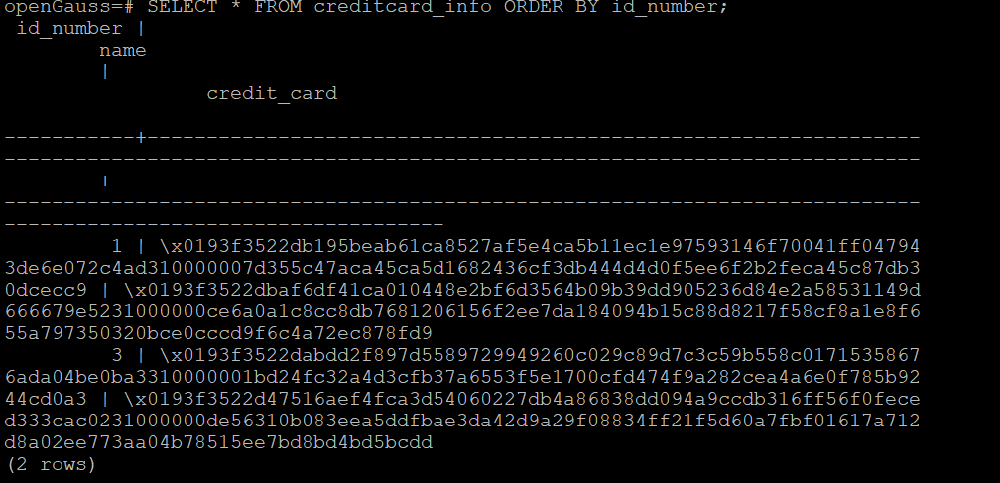 openGauss=# SELECT * FROM creditcard_info ORDER BY id_number;
id_number |
name
|
credit_card
-----------+----------------------------------------------------------------
---------------------------------------------------------------------------
--------+-------------------------------------------------------------------
---------------------------------------------------------------------------
------------------------------------
1 | \x0193f3522db195beab61ca8527af5e4ca5b11ec1e97593146f70041ff04794
3de6e072c4ad310000007d355c47aca45ca5d1682436cf3db444d4d0f5ee6f2b2feca45c87db3
0dcecc9 | \x0193f3522dbaf6df41ca010448e2bf6d3564b09b39dd905236d84e2a58531149d
666679e5231000000ce6a0a1c8cc8db7681206156f2ee7da184094b15c88d8217f58cf8a1e8f6
55a797350320bce0cccd9f6c4a72ec878fd9
3 | \x0193f3522dabdd2f897d5589729949260c029c89d7c3c59b558c0171535867
6ada04be0ba3310000001bd24fc32a4d3cfb37a6553f5e1700cfd474f9a282cea4a6e0f785b92
44cd0a3 | \x0193f3522d47516aef4fca3d54060227db4a86838dd094a9ccdb316ff56f0fece
d333cac0231000000de56310b083eea5ddfbae3da42d9a29f08834ff21f5d60a7fbf01617a712
d8a02ee773aa04b78515ee7bd8bd4bd5bcdd
(2 rows)